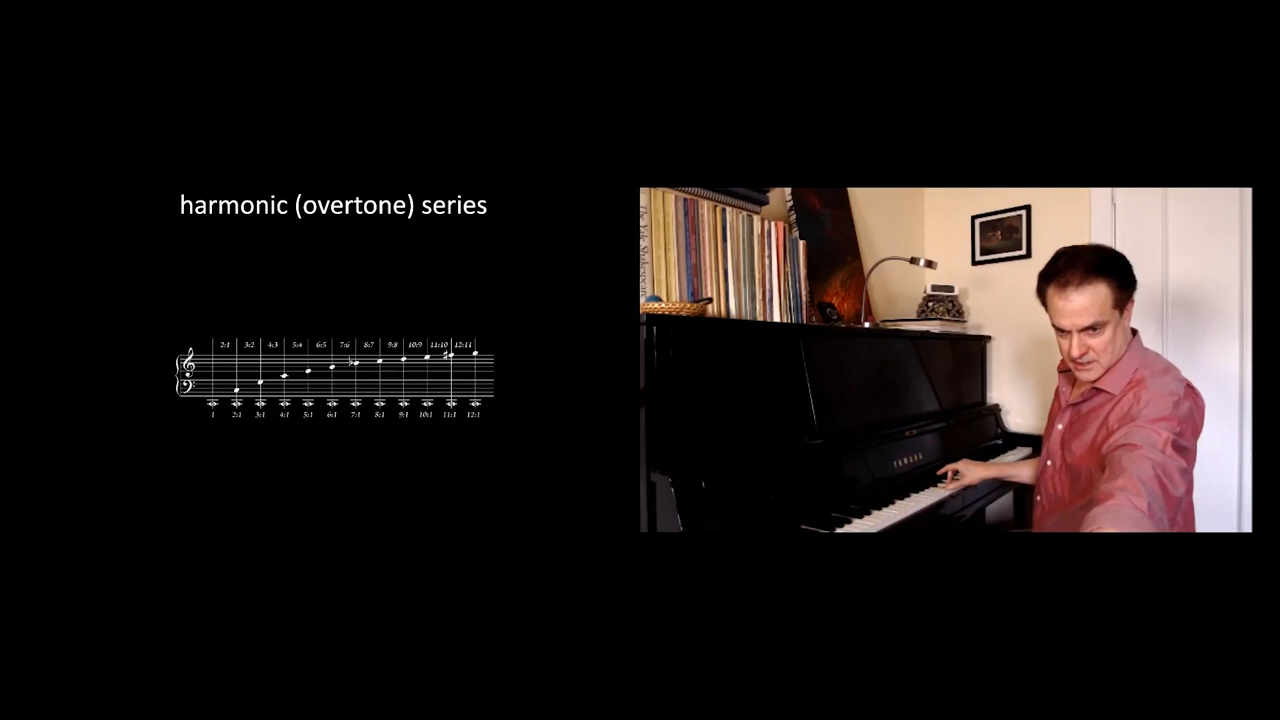 harmonic (overtone) series
2:1 3:2 4:3 5:4 6:5 7:6 8:7 9:8 10:9 11:10 12:11
1 2:1 3:1 4:1 5:1 6:1 7:1 8:1 9:1 10:1 11:1 12:1
YAMAHA